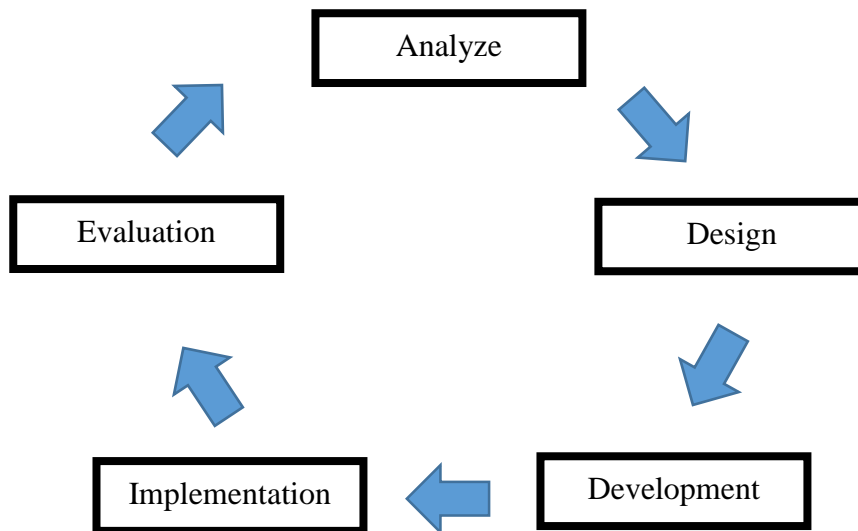 Analyze
Evaluation
Design
Implementation
Development